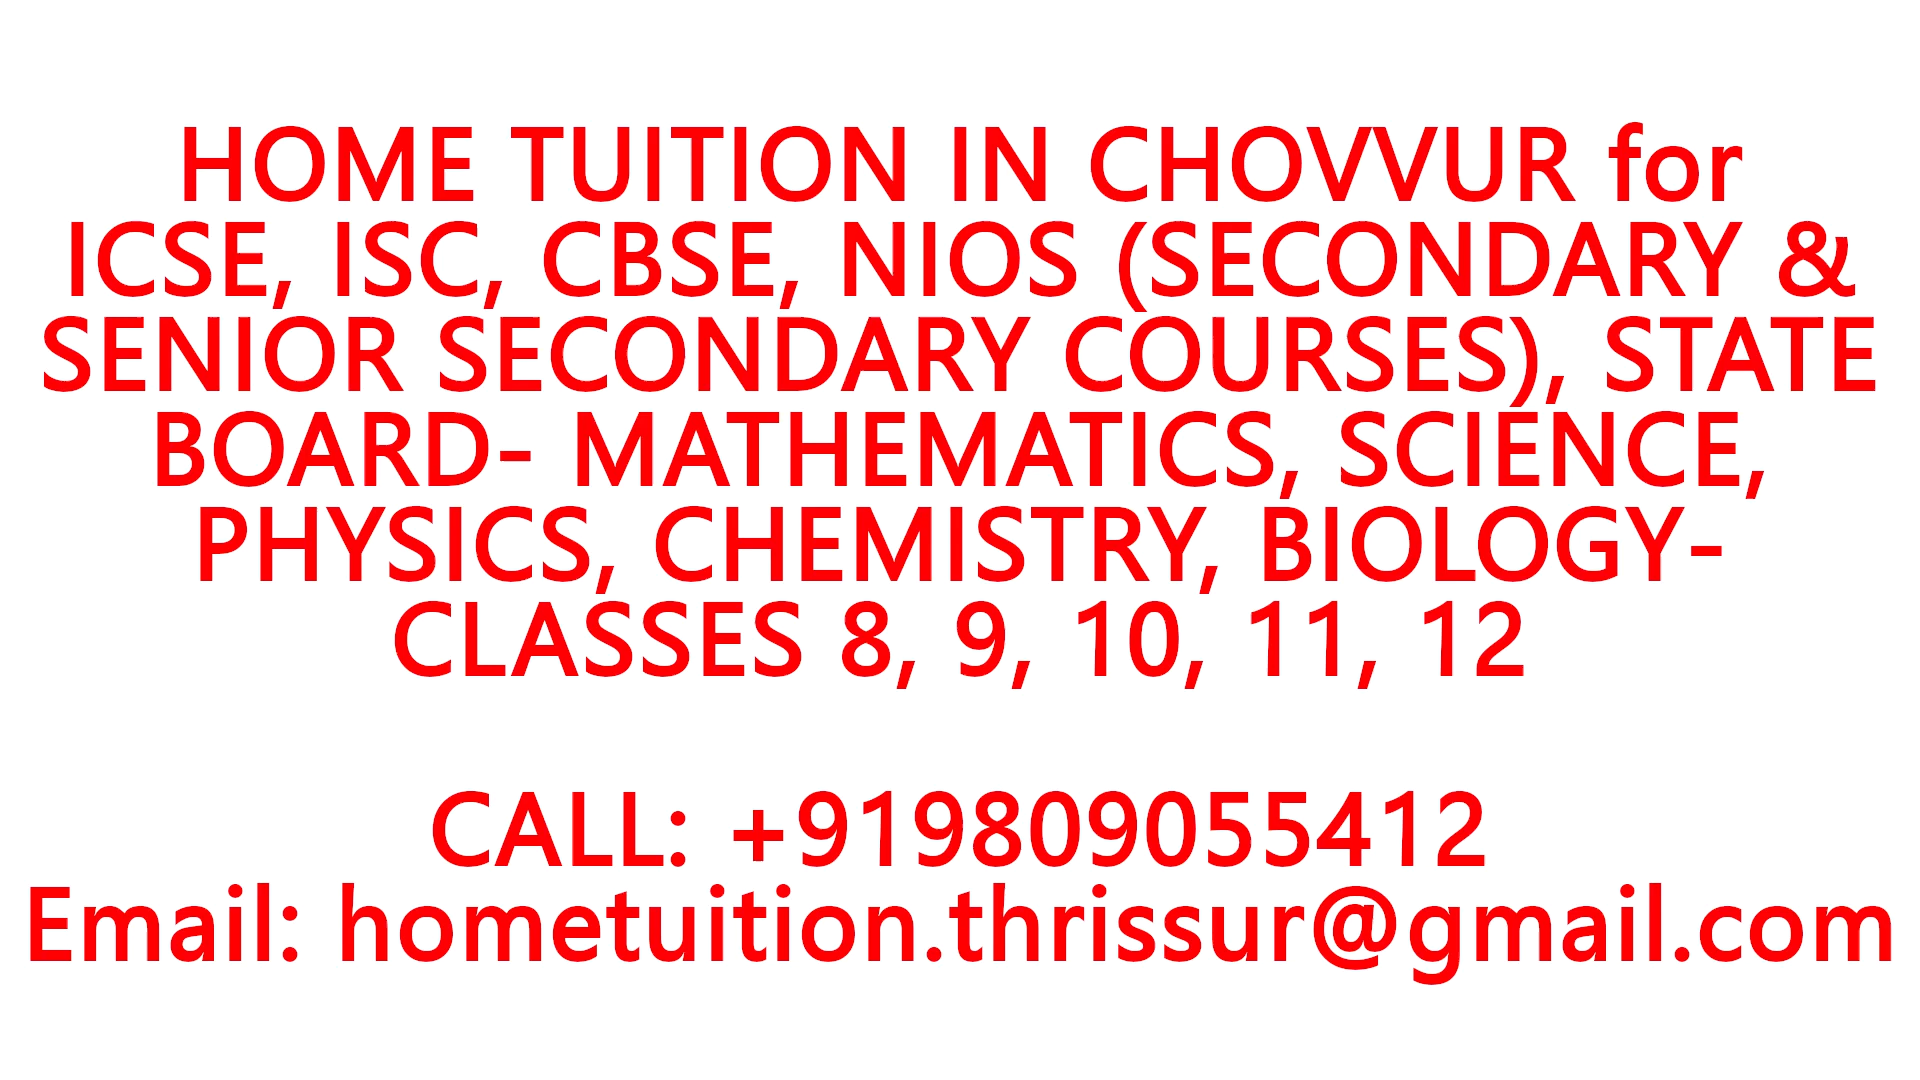 HOME TUITION IN CHOVVUR for
ICSE, ISC, CBSE, NIOS (SECONDARY &
SENIOR SECONDARY COURSES), STATE
BOARD- MATHEMATICS, SCIENCE,
PHYSICS, CHEMISTRY, BIOLOGY-
CLASSES 8, 9, 10, 11, 12
CALL: +919809055412
Email: hometuition.thrissur@gmail.com